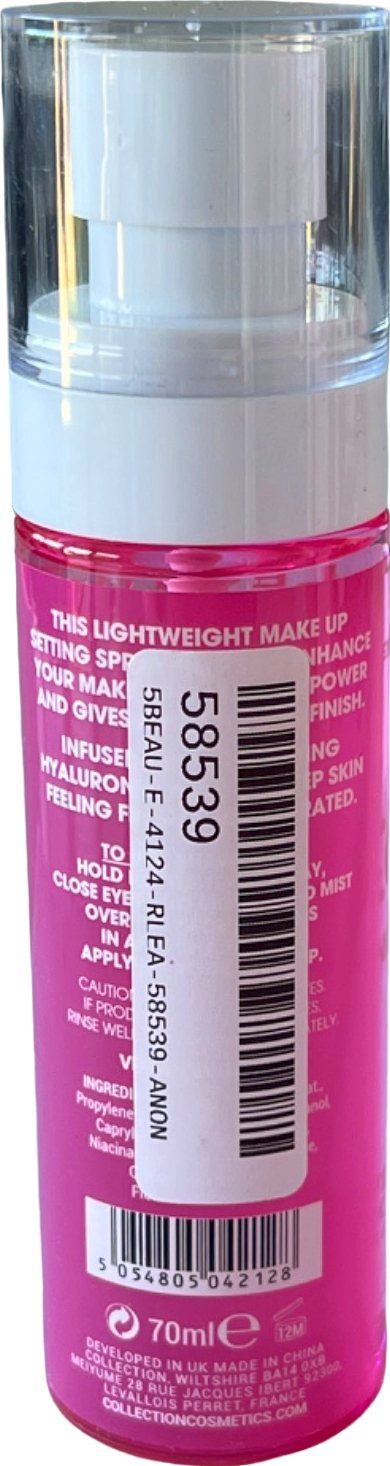 THIS LIGHTWEIGHT MAKE UP
SETTING SPR NHANCE
YOUR MAK POWER
AND GIVES FINISH.
INFUSE NG
HYALURON EP SKIN
FEELING F RATED.
TO
HOLD AY,
CLOSE EYE D MIST
OVER S
IN A
APPLY P.
CAUTIO ES.
IF PROD ES,
RINSE WEL ATELY.
V
INGREDI at.,
Propylene anol,
Capryl
Niacina e,
C
Fr
58539
5BEAU-E-4124-RLEA-58539-ANON
5 054805 042128
70ml e
12M
DEVELOPED IN UK MADE IN CHINA
COLLECTION, WILTSHIRE BA14 0XB
MEIYUME 28 RUE JACQUES IBERT 92300,
LEVALLOIS PERRET, FRANCE
COLLECTIONCOSMETICS.COM